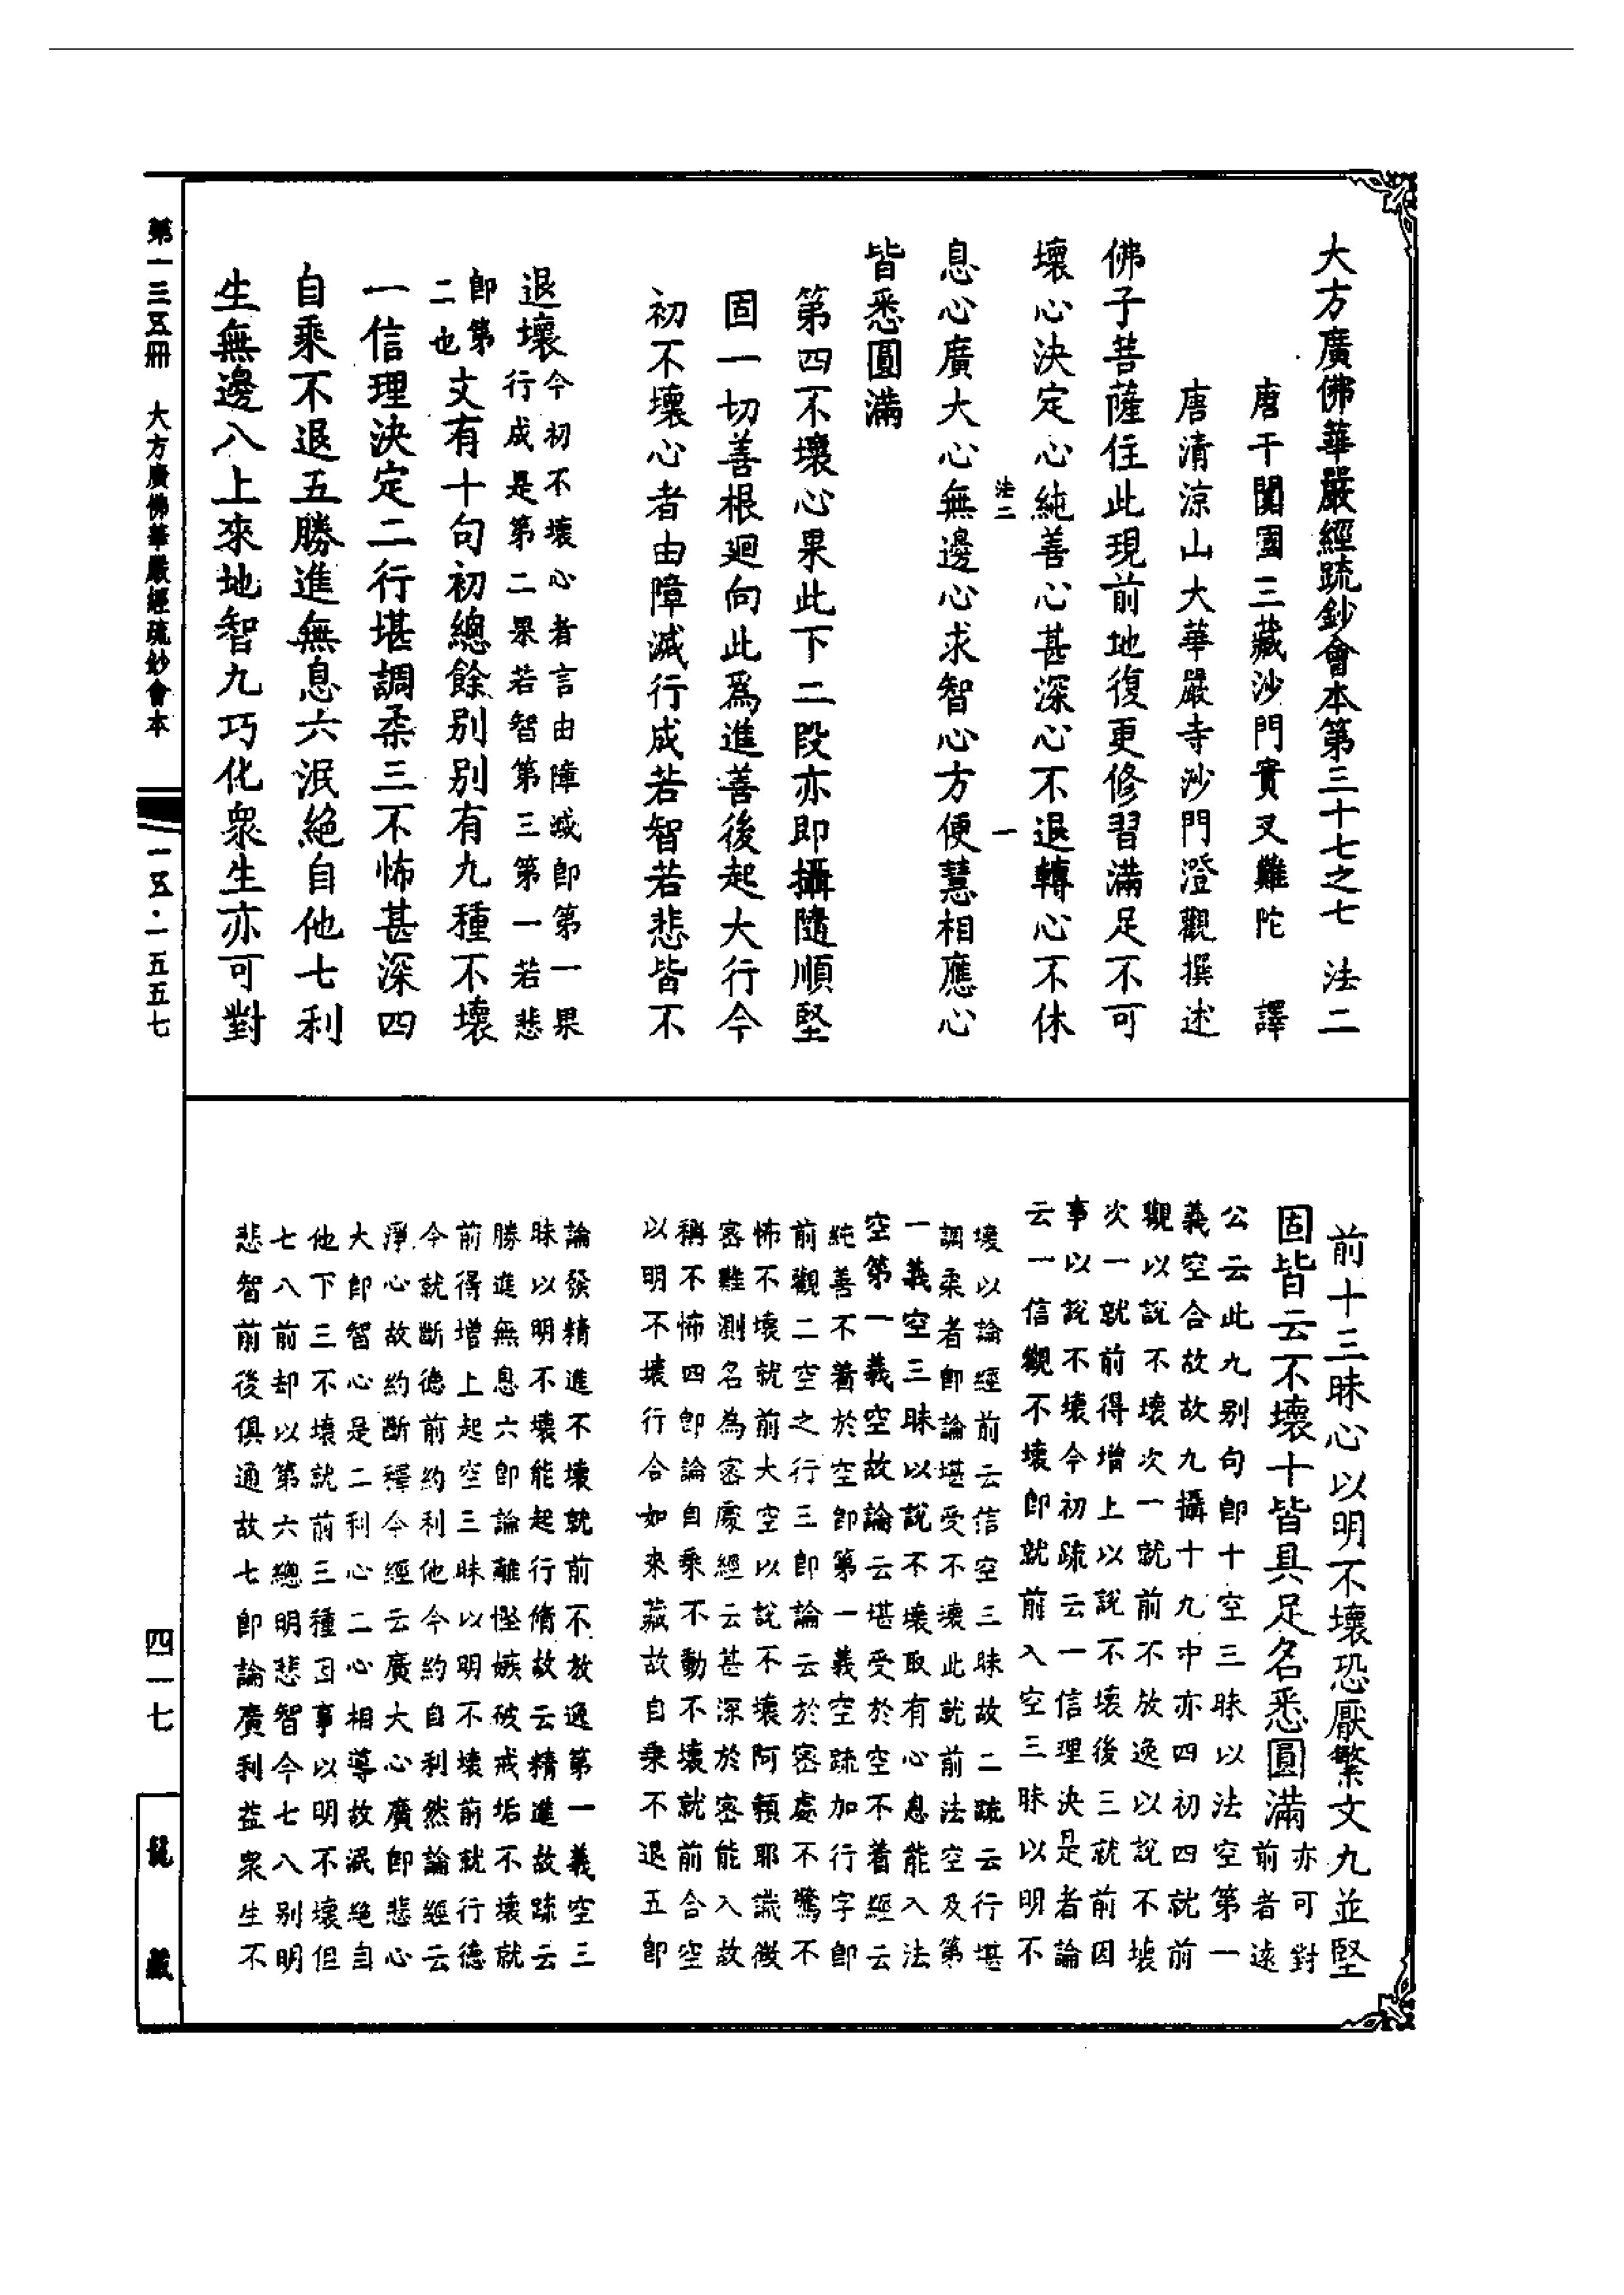 大方廣佛華嚴經疏鈔會本第三十七之七　法二
唐于闐國三藏沙門實叉難陀　譯
唐清涼山大華嚴寺沙門澄觀撰述
佛子菩薩住此現前地復更修習滿足不可
壞心決定心純善心甚深心不退轉心不休
法二　一
息心廣大心無邊心求智心方便慧相應心
皆悉圓滿
第四不壞心果此下二段亦即攝隨順堅
固一切善根廻向此爲進善後起大行今
初不壞心者由障滅行成若智若悲皆不
退壞
今初不壞心者言由障滅即第一果
行成是第二果若智第三第一若悲
即第
二也
文有十句初總餘別別有九種不壞
一信理決定二行堪調柔三不怖甚深四
自乘不退五勝進無息六泯絶自他七利
生無邊八上來地智九巧化衆生亦可對
前十三昧心以明不壞恐厭繁文九並堅
固皆云不壞十皆具足名悉圓滿
亦可對
前者遠
公云此九別句即十空三昧以法空第一
義空合故故九攝十九中亦四初四就前
觀以說不壞次一就前不放逸以說不壞
次一就前得增上以說不壞後三就前因
事以說不壞今初疏云一信理決是者論
云一信觀不壞即就前入空三昧以明不
壞以論經前云信空三昧故二疏云行堪
調柔者即論堪受不壞此就前法空及第
一義空三昧以說不壞取有心息能入法
空第一義空故論云堪受於空不着經云
純善不着於空即第一義空疏加行字即
前觀二空之行三即論云於密處不驚不
怖不壞就前大空以說不壞阿賴耶識微
密難測名為密處經云甚深於密能入故
稱不怖四即論自乘不動不壞就前合空
以明不壞行合如來藏故自乘不退五即
論發精進不壞就前不放逸第一義空三
昧以明不壞能起行脩故云精進故疏云
勝進無息六即論離慳嫉破戒垢不壞就
前得增上起空三昧以明不壞前就行德
今就斷德前約利他今約自利然論經云
淨心故約斷釋今經云廣大心廣即悲心
大即智心是二利心二心相導故泯絶自
他下三不壞就前三種因事以明不壞但
七八前却以第六總明悲智今七八別明
悲智前後俱通故七即論廣利益衆生不
第一三五冊　大方廣佛華嚴經疏鈔會本
一五·一五五七
四一七
龍藏